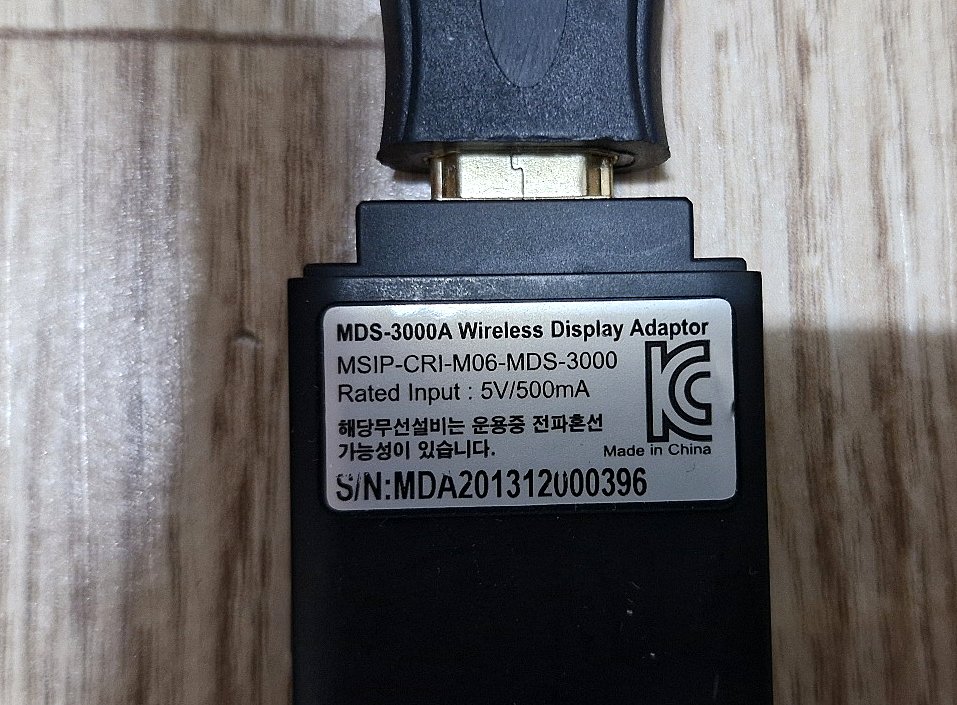 MDS-3000A Wireless Display Adaptor
MSIP-CRI-M06-MDS-3000
Rated Input : 5V/500mA
해당무선설비는 운용중 전파혼선
가능성이 있습니다.
Made in China
S/N:MDA201312000396